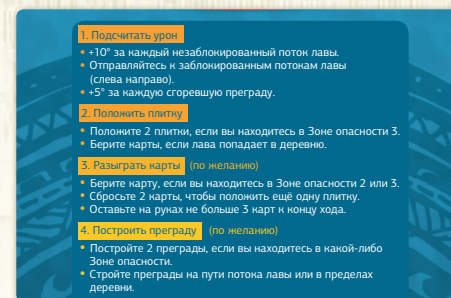 1. Подсчитать урон
• +10° за каждый незаблокированный поток лавы.
• Отправляйтесь к заблокированным потокам лавы
(слева направо).
• +5° за каждую сгоревшую преграду.
2. Положить плитку
• Положите 2 плитки, если вы находитесь в Зоне опасности 3.
• Берите карты, если лава попадает в деревню.
3. Разыграть карты (по желанию)
• Берите карту, если вы находитесь в Зоне опасности 2 или 3.
• Сбросьте 2 карты, чтобы положить ещё одну плитку.
• Оставьте на руках не больше 3 карт к концу хода.
4. Построить преграду (по желанию)
• Постройте 2 преграды, если вы находитесь в какой-либо
Зоне опасности.
• Стройте преграды на пути потока лавы или в пределах
деревни.